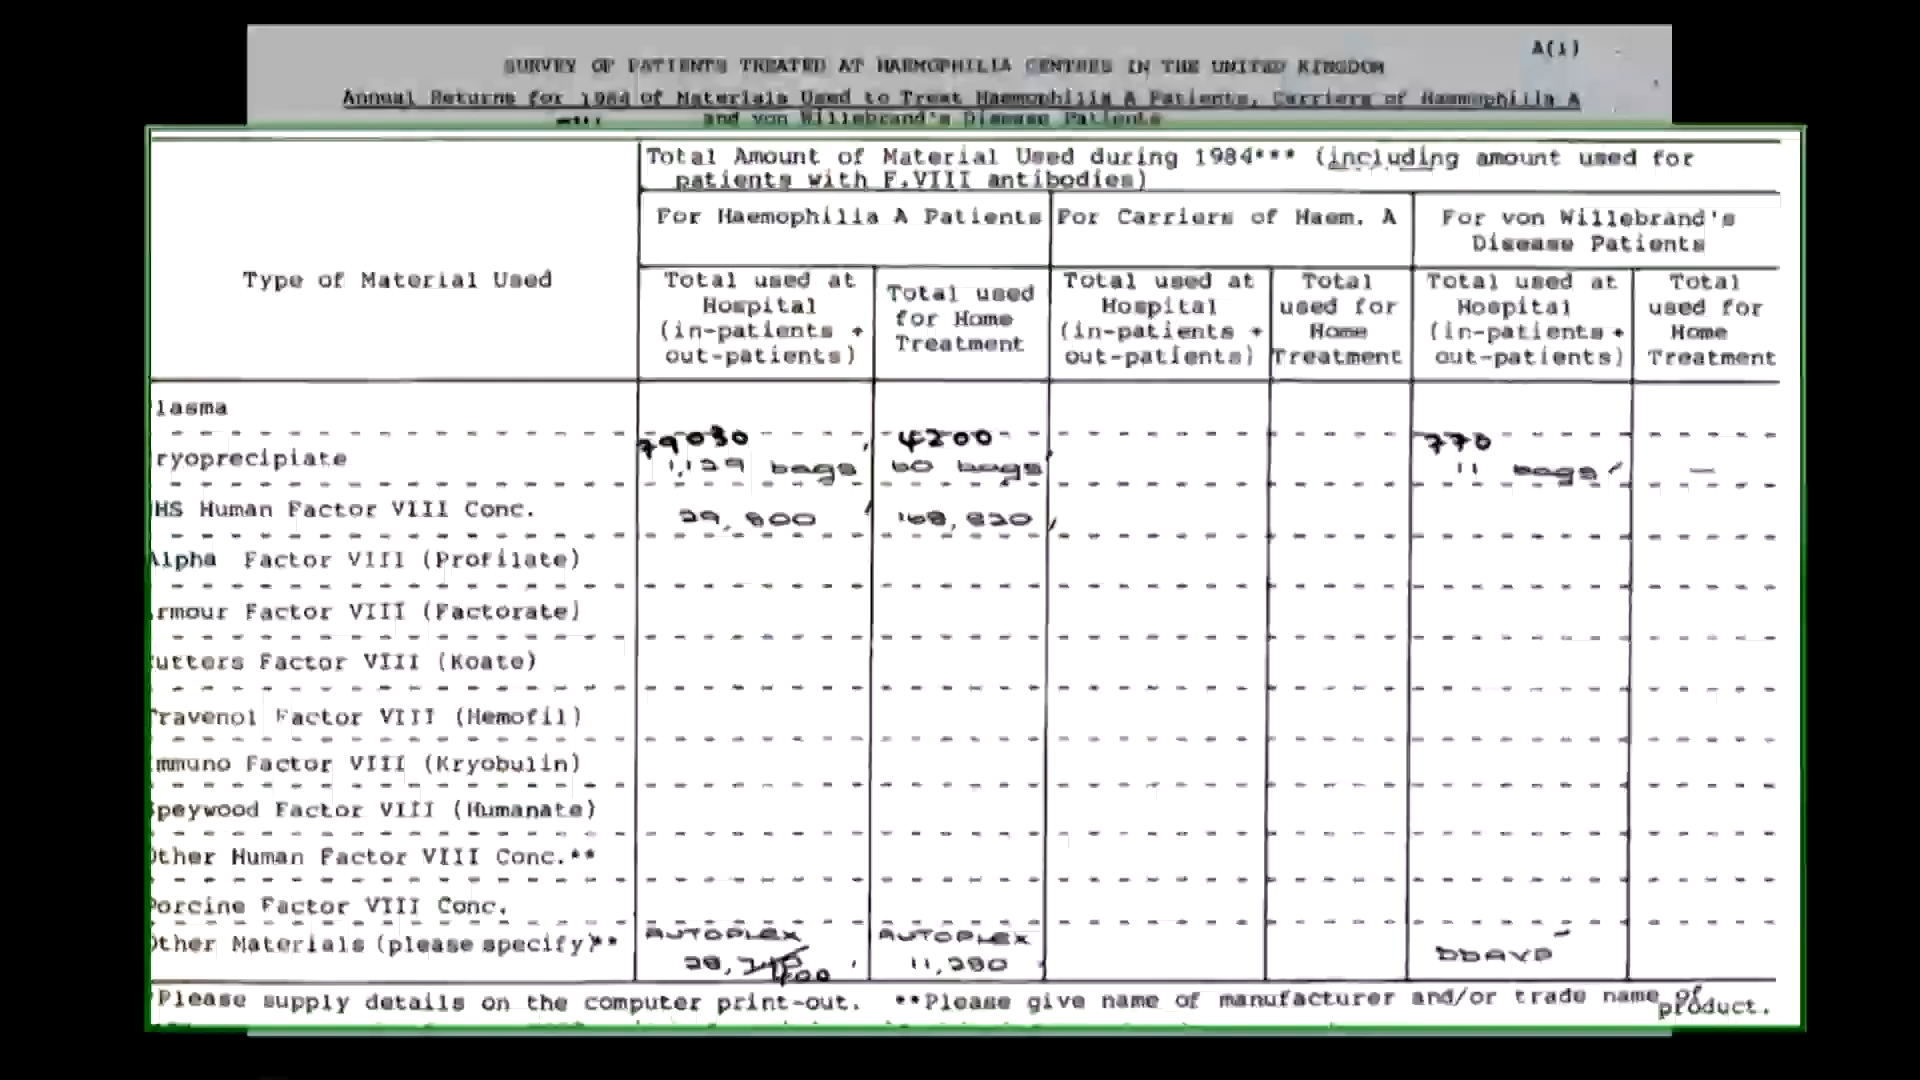 A(i)
SURVEY OF PATIENTS TREATED AT HAEMOPHILIA CENTRES IN THE UNITED KINGDOM
Annual Returns for 1984 of Materials Used to Treat Haemophilia A Patients, Carriers of Haemophilia A
and von Willebrand's Disease Patients
Total Amount of Material Used during 1984*** (including amount used for
patients with F.VIII antibodies)
For Haemophilia A Patients For Carriers of Haem. A For von Willebrand's
Disease Patients
Type of Material Used
Total used at Hospital (in-patients + out-patients)
Total used for Home Treatment
Total used at Hospital (in-patients + out-patients)
Total used for Home Treatment
Total used at Hospital (in-patients + out-patients)
Total used for Home Treatment
lasma
79030 4200 770
ryoprecipiate 1,129 bags 60 bags 11 bags —
HS Human Factor VIII Conc. 29,800 168,820
Alpha Factor VIII (Profilate)
rmour Factor VIII (Factorate)
utters Factor VIII (Koate)
Travenol Factor VIII (Hemofil)
mmuno Factor VIII (Kryobulin)
Speywood Factor VIII (Humanate)
Other Human Factor VIII Conc.**
Porcine Factor VIII Conc.
Other Materials (please specify)** AUTOPLEX AUTOPLEX DDAVP
11,280
*Please supply details on the computer print-out. **Please give name of manufacturer and/or trade name of
product.